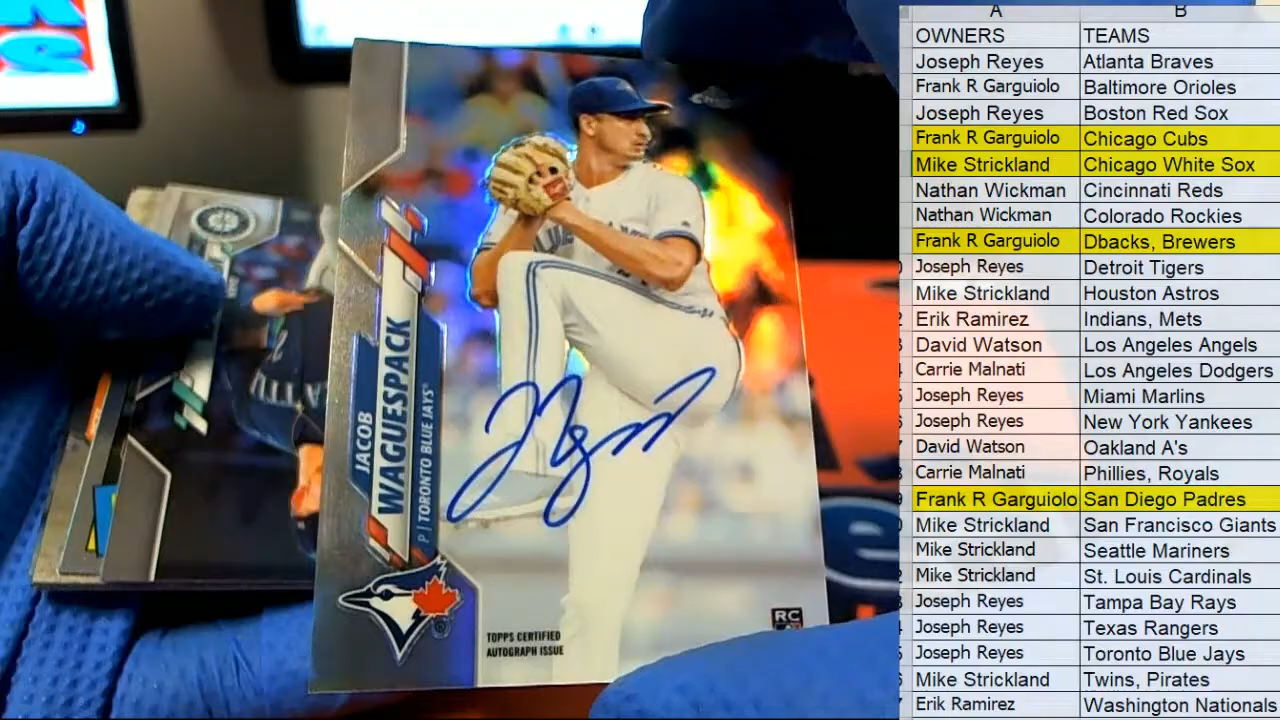 JACOB
WAGUESPACK
P | TORONTO BLUE JAYS
TOPPS CERTIFIED
AUTOGRAPH ISSUE
RC
A B
OWNERS TEAMS
Joseph Reyes Atlanta Braves
Frank R Garguiolo Baltimore Orioles
Joseph Reyes Boston Red Sox
Frank R Garguiolo Chicago Cubs
Mike Strickland Chicago White Sox
Nathan Wickman Cincinnati Reds
Nathan Wickman Colorado Rockies
Frank R Garguiolo Dbacks, Brewers
Joseph Reyes Detroit Tigers
Mike Strickland Houston Astros
Erik Ramirez Indians, Mets
David Watson Los Angeles Angels
Carrie Malnati Los Angeles Dodgers
Joseph Reyes Miami Marlins
Joseph Reyes New York Yankees
David Watson Oakland A's
Carrie Malnati Phillies, Royals
Frank R Garguiolo San Diego Padres
Mike Strickland San Francisco Giants
Mike Strickland Seattle Mariners
Mike Strickland St. Louis Cardinals
Joseph Reyes Tampa Bay Rays
Joseph Reyes Texas Rangers
Joseph Reyes Toronto Blue Jays
Mike Strickland Twins, Pirates
Erik Ramirez Washington Nationals